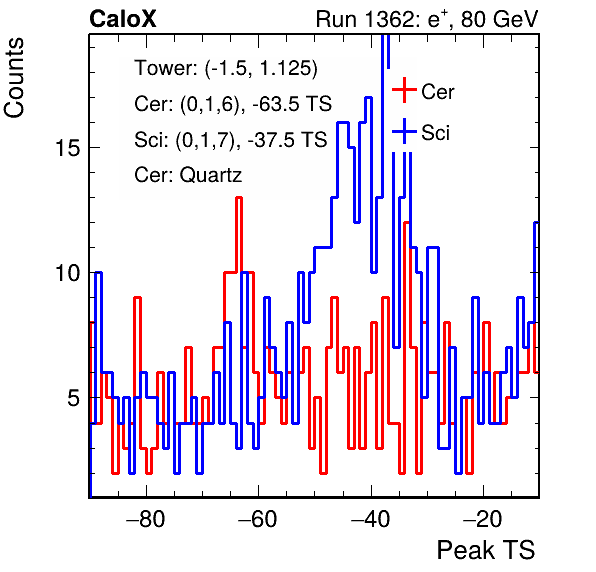 CaloX Run 1362: e⁺, 80 GeV
Counts
Tower: (-1.5, 1.125)
Cer: (0,1,6), -63.5 TS
Sci: (0,1,7), -37.5 TS
Cer: Quartz
Cer
Sci
15
10
5
−80 −60 −40 −20
Peak TS